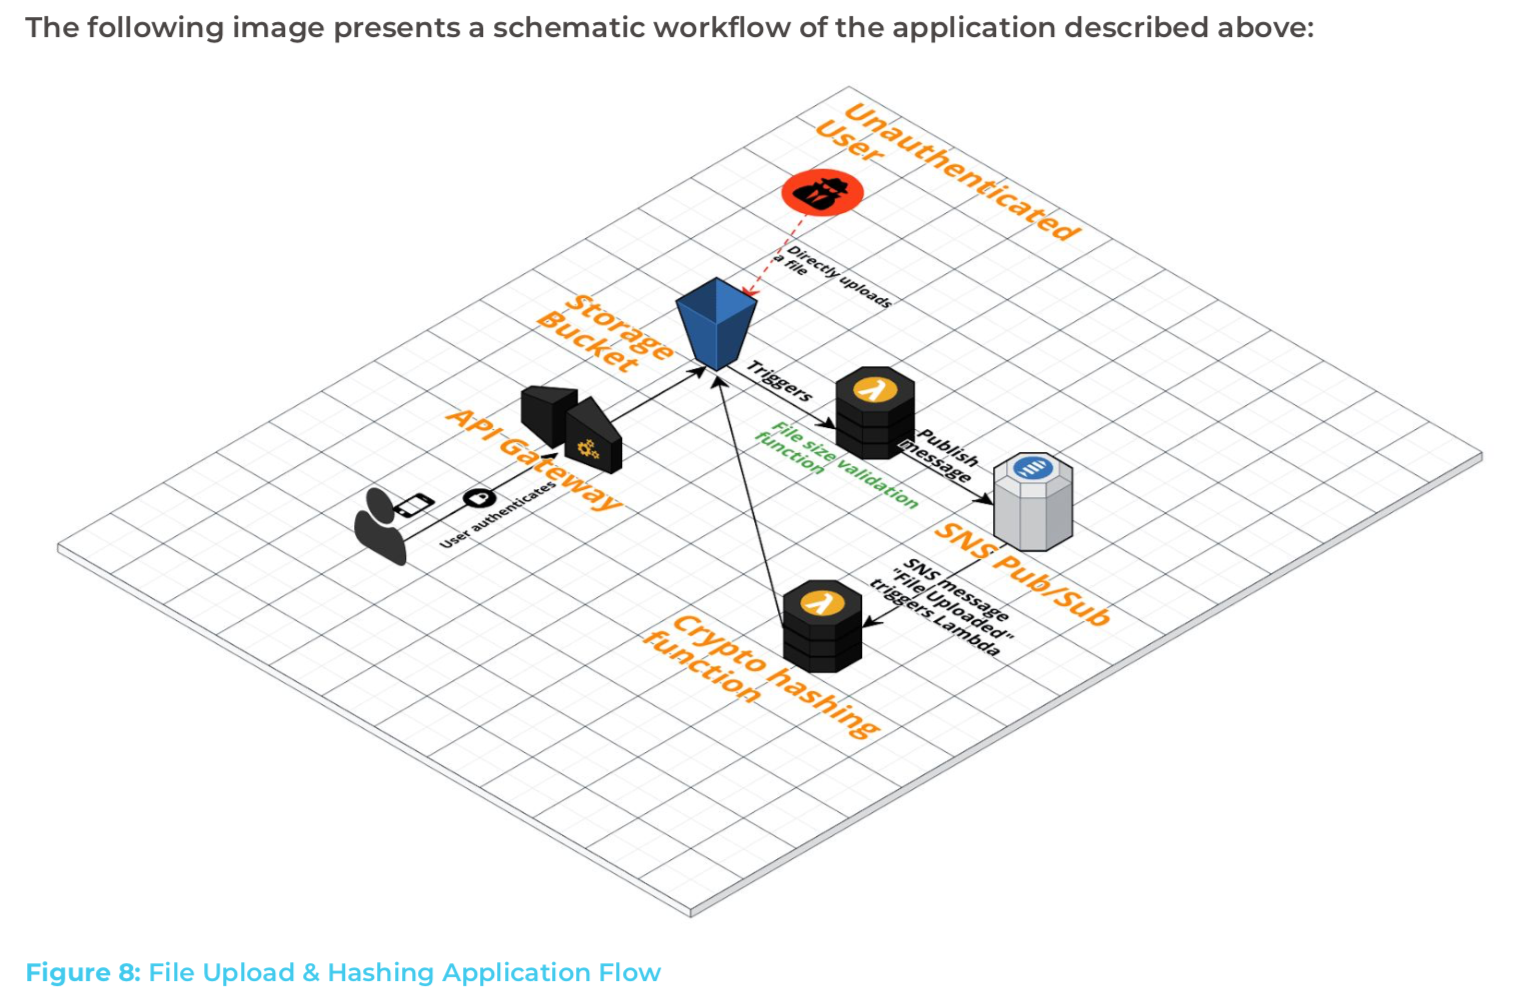 The following image presents a schematic workflow of the application described above:
Unauthenticated
User
Directly uploads
a file
Storage
Bucket
Triggers
API Gateway
File size validation
function
Publish
message
User authenticates
SNS Pub/Sub
SNS message
"File Uploaded"
triggers Lambda
Crypto hashing
function
Figure 8: File Upload & Hashing Application Flow